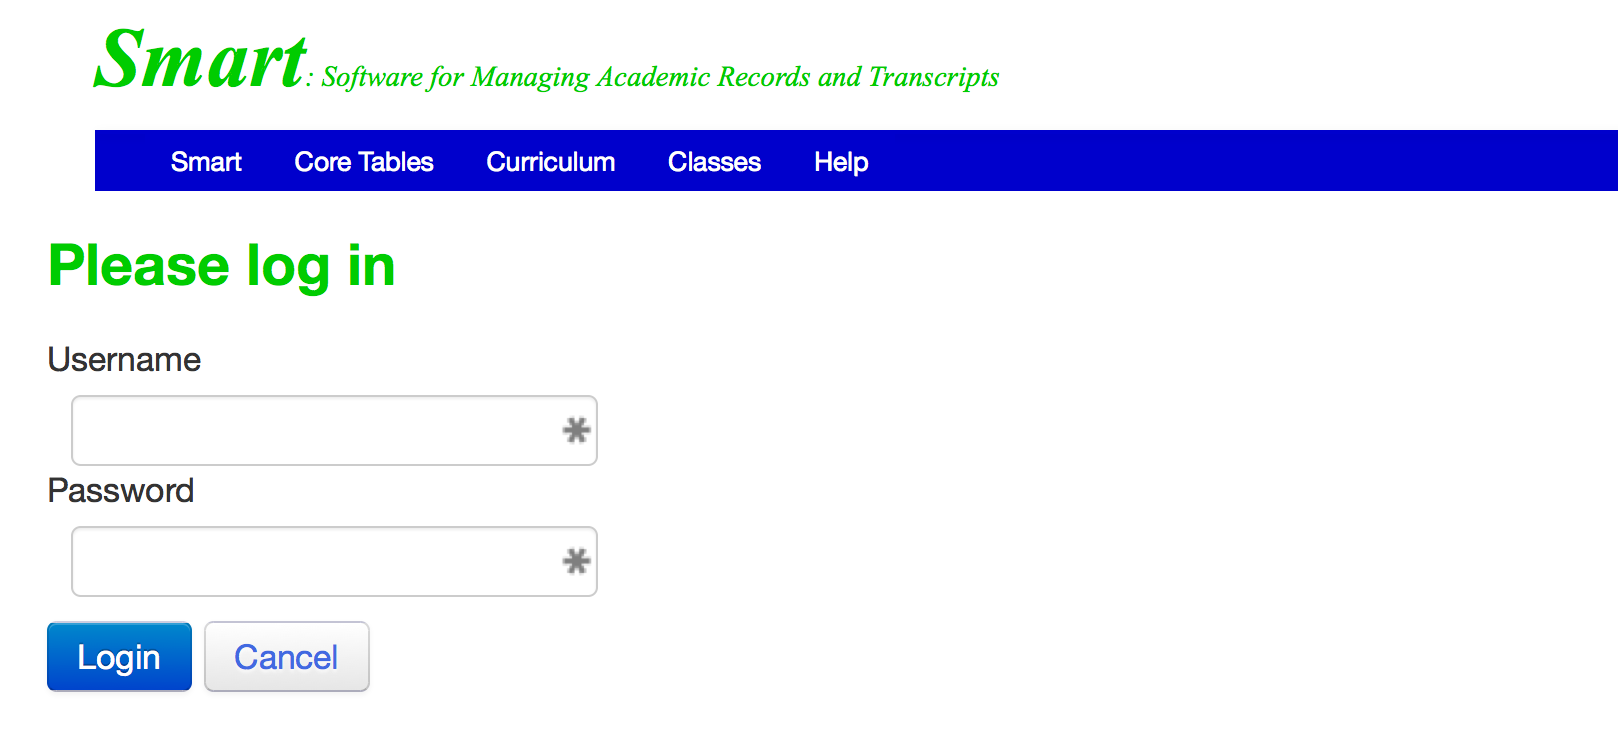 Smart: Software for Managing Academic Records and Transcripts
Smart Core Tables Curriculum Classes Help
Please log in
Username
Password
Login Cancel